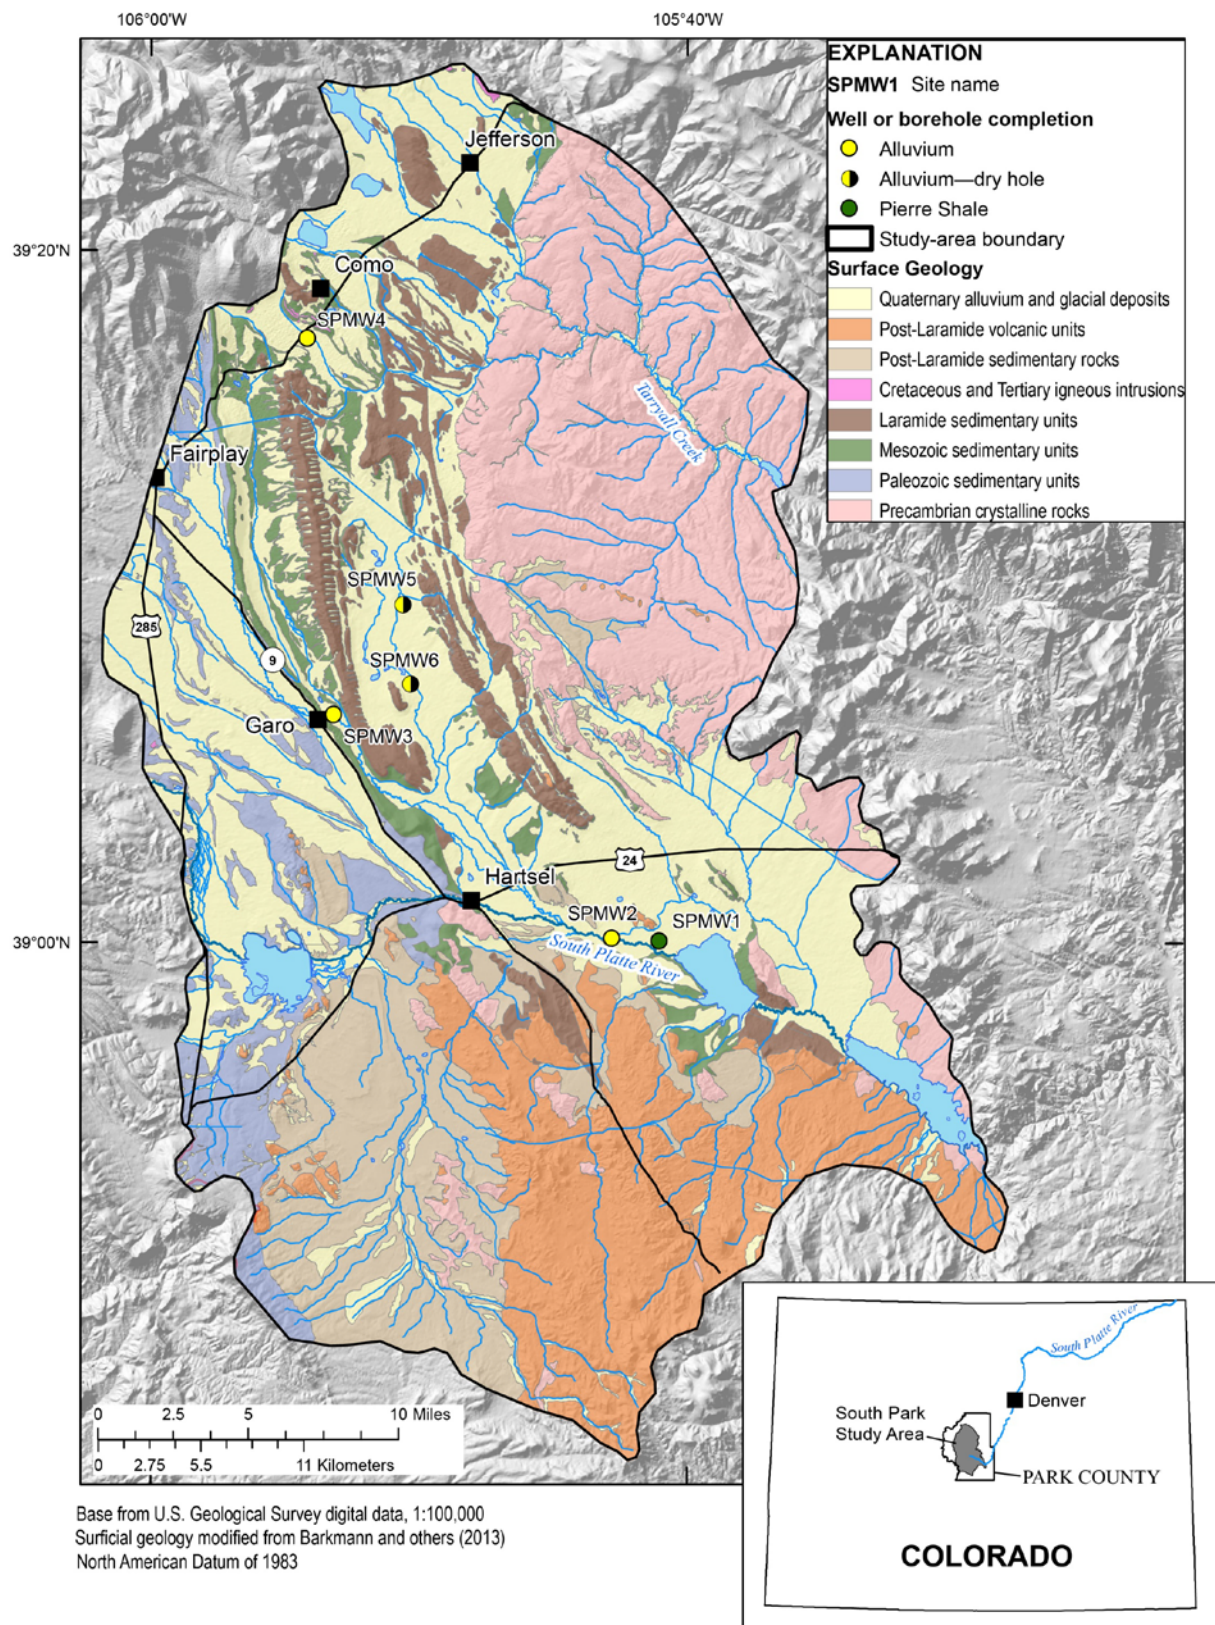 106°00'W
105°40'W
EXPLANATION
SPMW1 Site name
Well or borehole completion
Alluvium
Alluvium—dry hole
Pierre Shale
Study-area boundary
Surface Geology
Quaternary alluvium and glacial deposits
Post-Laramide volcanic units
Post-Laramide sedimentary rocks
Cretaceous and Tertiary igneous intrusions
Laramide sedimentary units
Mesozoic sedimentary units
Paleozoic sedimentary units
Precambrian crystalline rocks
Jefferson
39°20'N
Como
SPMW4
Tarryall Creek
Fairplay
SPMW5
285
9
SPMW6
Garo
SPMW3
24
Hartsel
SPMW2
SPMW1
39°00'N
South Platte River
0 2.5 5 10 Miles
0 2.75 5.5 11 Kilometers
South Platte River
Denver
South Park
Study Area
PARK COUNTY
COLORADO
Base from U.S. Geological Survey digital data, 1:100,000
Surficial geology modified from Barkmann and others (2013)
North American Datum of 1983